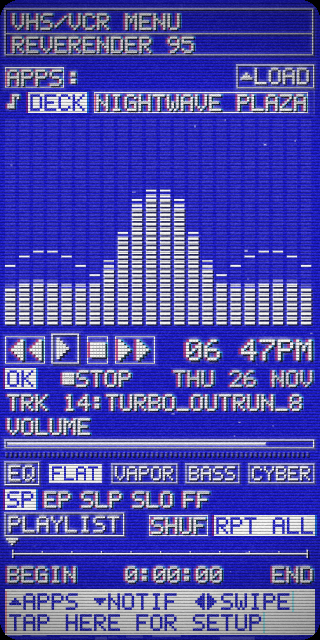 VHS/VCR MENU
REVERENDER 95
APPS: LOAD
DECK NIGHTWAVE PLAZA
06 47PM
OK STOP THU 26 NOV
TRK 14:TURBO_OUTRUN_8
VOLUME
EQ FLAT VAPOR BASS CYBER
SP EP SLP SLO FF
PLAYLIST SHUF RPT ALL
BEGIN 0:00:00 END
APPS NOTIF SWIPE
TAP HERE FOR SETUP